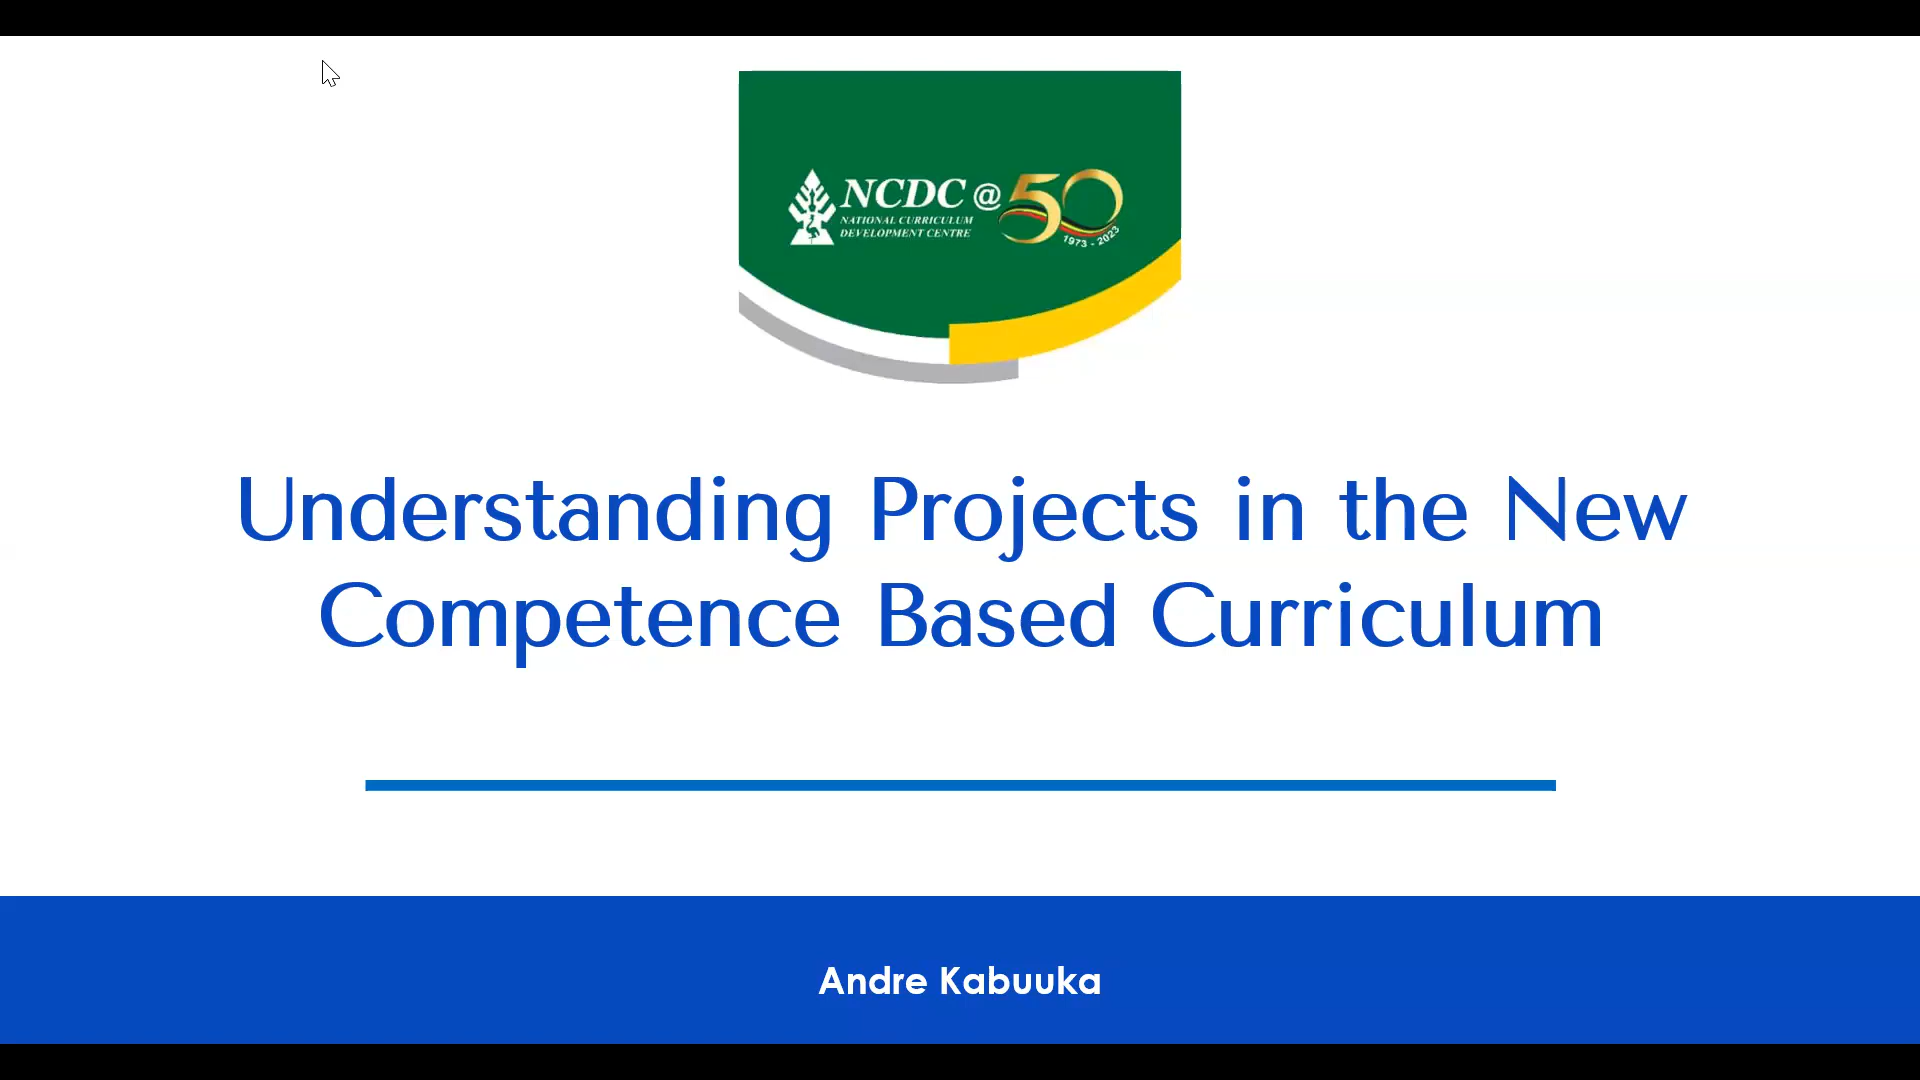 NCDC @ 50
NATIONAL CURRICULUM
DEVELOPMENT CENTRE
1973 - 2023
Understanding Projects in the New
Competence Based Curriculum
Andre Kabuuka